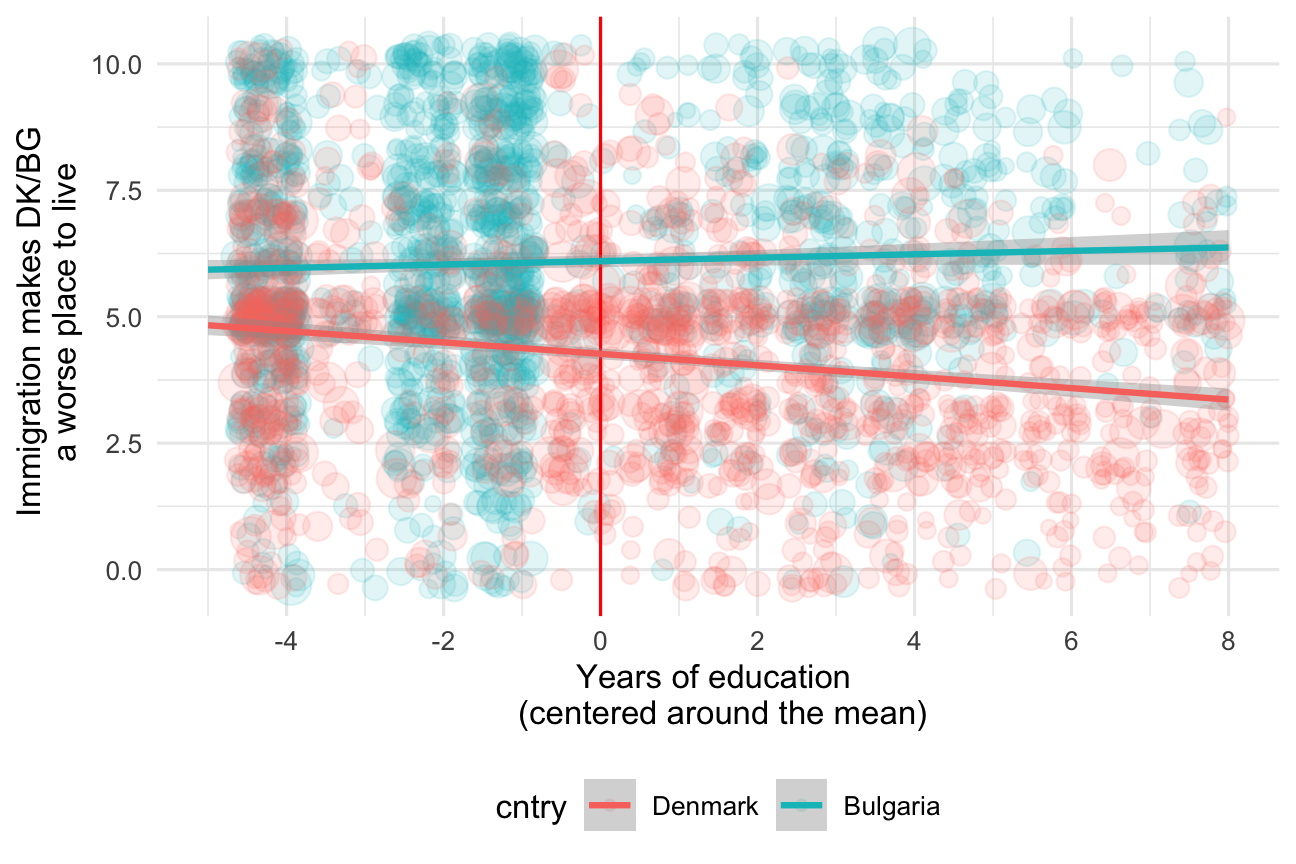 Immigration makes DK/BG
a worse place to live
10.0
7.5
5.0
2.5
0.0
-4 -2 0 2 4 6 8
Years of education
(centered around the mean)
cntry Denmark Bulgaria